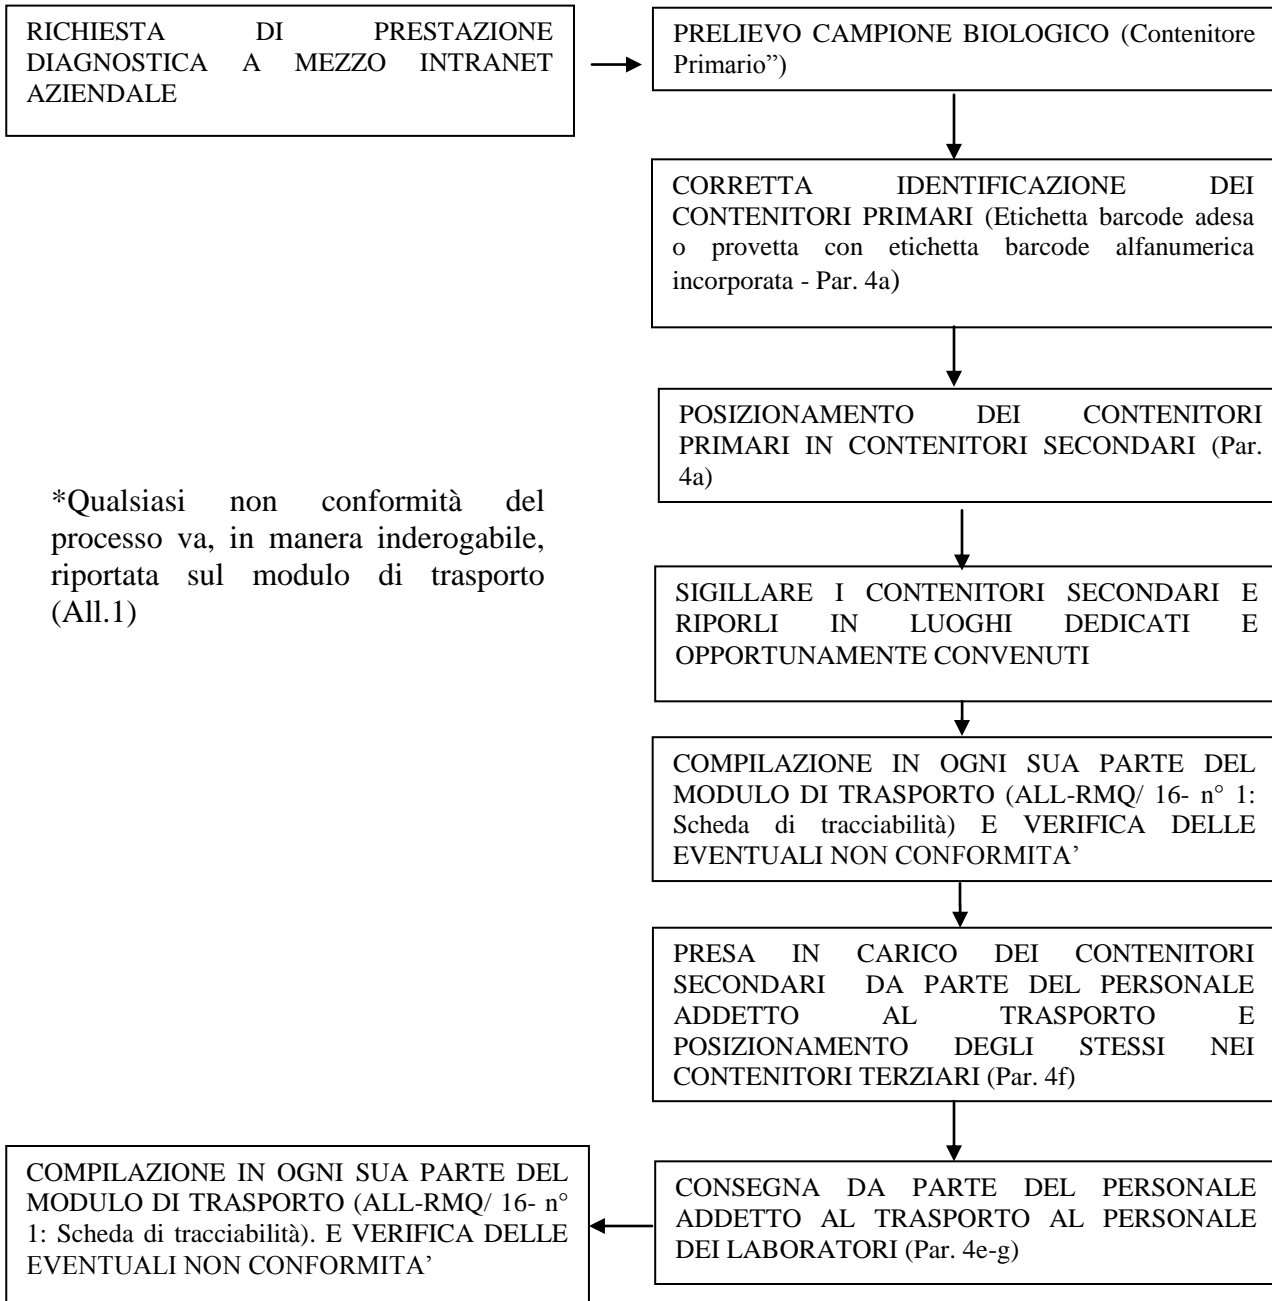 RICHIESTA DI PRESTAZIONE
DIAGNOSTICA A MEZZO INTRANET
AZIENDALE
PRELIEVO CAMPIONE BIOLOGICO (Contenitore
Primario”)
CORRETTA IDENTIFICAZIONE DEI
CONTENITORI PRIMARI (Etichetta barcode adesa
o provetta con etichetta barcode alfanumerica
incorporata - Par. 4a)
POSIZIONAMENTO DEI CONTENITORI
PRIMARI IN CONTENITORI SECONDARI (Par.
4a)
*Qualsiasi non conformità del
processo va, in manera inderogabile,
riportata sul modulo di trasporto
(All.1)
SIGILLARE I CONTENITORI SECONDARI E
RIPORLI IN LUOGHI DEDICATI E
OPPORTUNAMENTE CONVENUTI
COMPILAZIONE IN OGNI SUA PARTE DEL
MODULO DI TRASPORTO (ALL-RMQ/ 16- n° 1:
Scheda di tracciabilità) E VERIFICA DELLE
EVENTUALI NON CONFORMITA’
PRESA IN CARICO DEI CONTENITORI
SECONDARI DA PARTE DEL PERSONALE
ADDETTO AL TRASPORTO E
POSIZIONAMENTO DEGLI STESSI NEI
CONTENITORI TERZIARI (Par. 4f)
CONSEGNA DA PARTE DEL PERSONALE
ADDETTO AL TRASPORTO AL PERSONALE
DEI LABORATORI (Par. 4e-g)
COMPILAZIONE IN OGNI SUA PARTE DEL
MODULO DI TRASPORTO (ALL-RMQ/ 16- n°
1: Scheda di tracciabilità). E VERIFICA DELLE
EVENTUALI NON CONFORMITA’